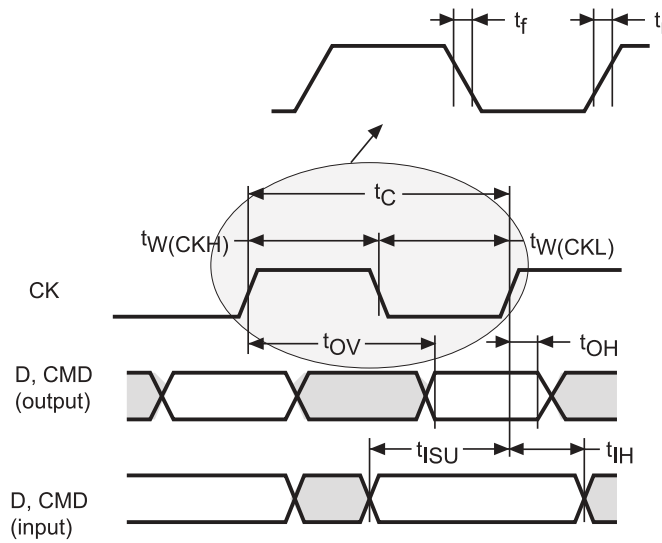 tf
t
tC
tW(CKH)
tW(CKL)
CK
tOV
tOH
D, CMD
(output)
tISU
tIH
D, CMD
(input)